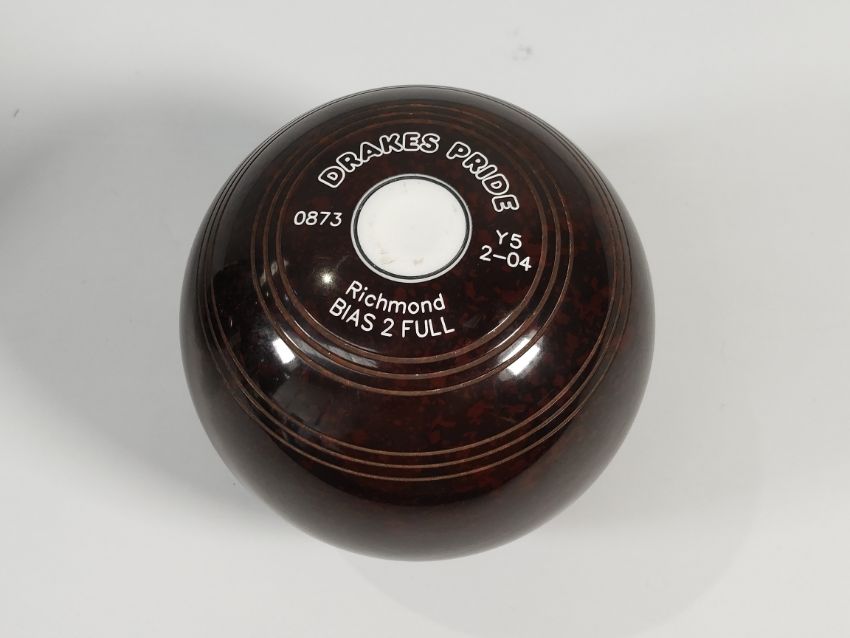 DRAKES PRIDE
0873
Y5
2-04
Richmond
BIAS 2 FULL